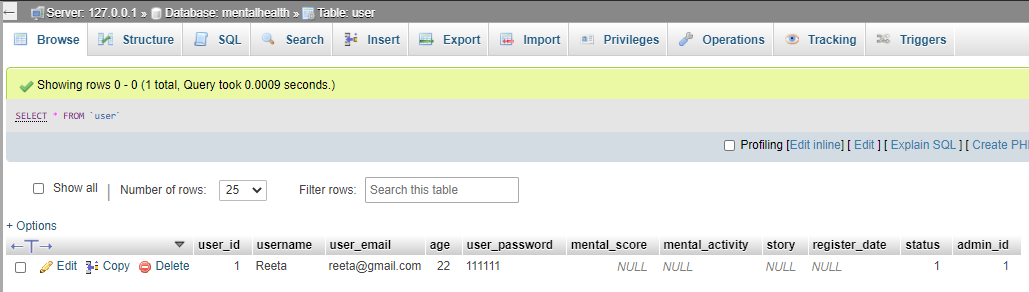 Server: 127.0.0.1 » Database: mentalhealth » Table: user
Browse Structure SQL Search Insert Export Import Privileges Operations Tracking Triggers
Showing rows 0 - 0 (1 total, Query took 0.0009 seconds.)
SELECT * FROM `user`
Profiling [Edit inline] [ Edit ] [ Explain SQL ] [ Create PH
Show all | Number of rows: 25 Filter rows: Search this table
+ Options
←T→ user_id username user_email age user_password mental_score mental_activity story register_date status admin_id
Edit Copy Delete 1 Reeta reeta@gmail.com 22 111111 NULL NULL NULL NULL 1 1